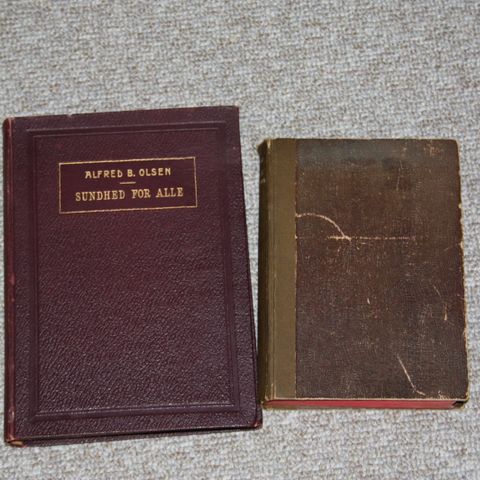 ALFRED B. OLSEN
SUNDHED FOR ALLE